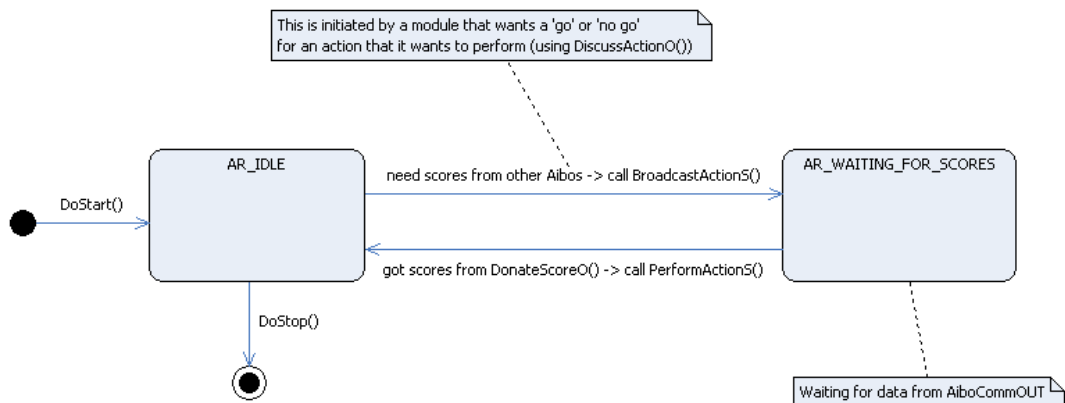 This is initiated by a module that wants a 'go' or 'no go'
for an action that it wants to perform (using DiscussActionO())
AR_IDLE
AR_WAITING_FOR_SCORES
need scores from other Aibos -> call BroadcastActionS()
DoStart()
got scores from DonateScoreO() -> call PerformActionS()
DoStop()
Waiting for data from AiboCommOUT